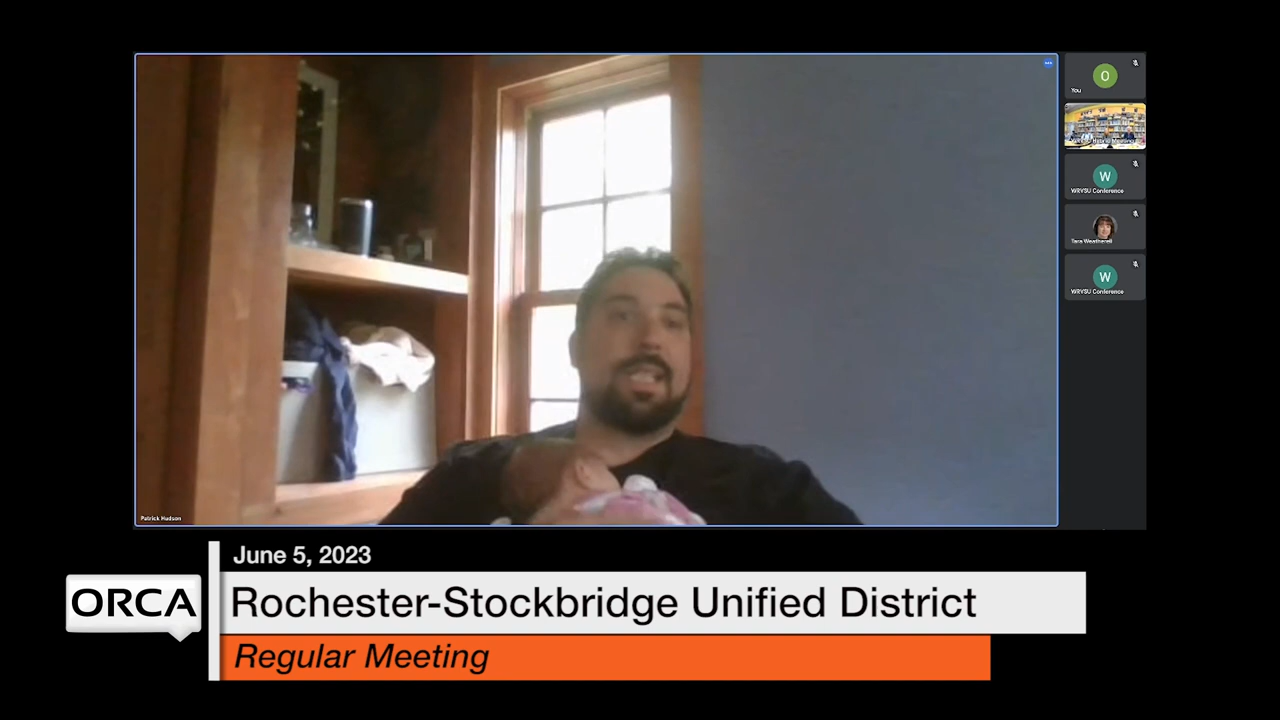 O
You
W
WRVSU Conference
Tara Weatherell
W
WRVSU Conference
Patrick Hudson
June 5, 2023
ORCA
Rochester-Stockbridge Unified District
Regular Meeting